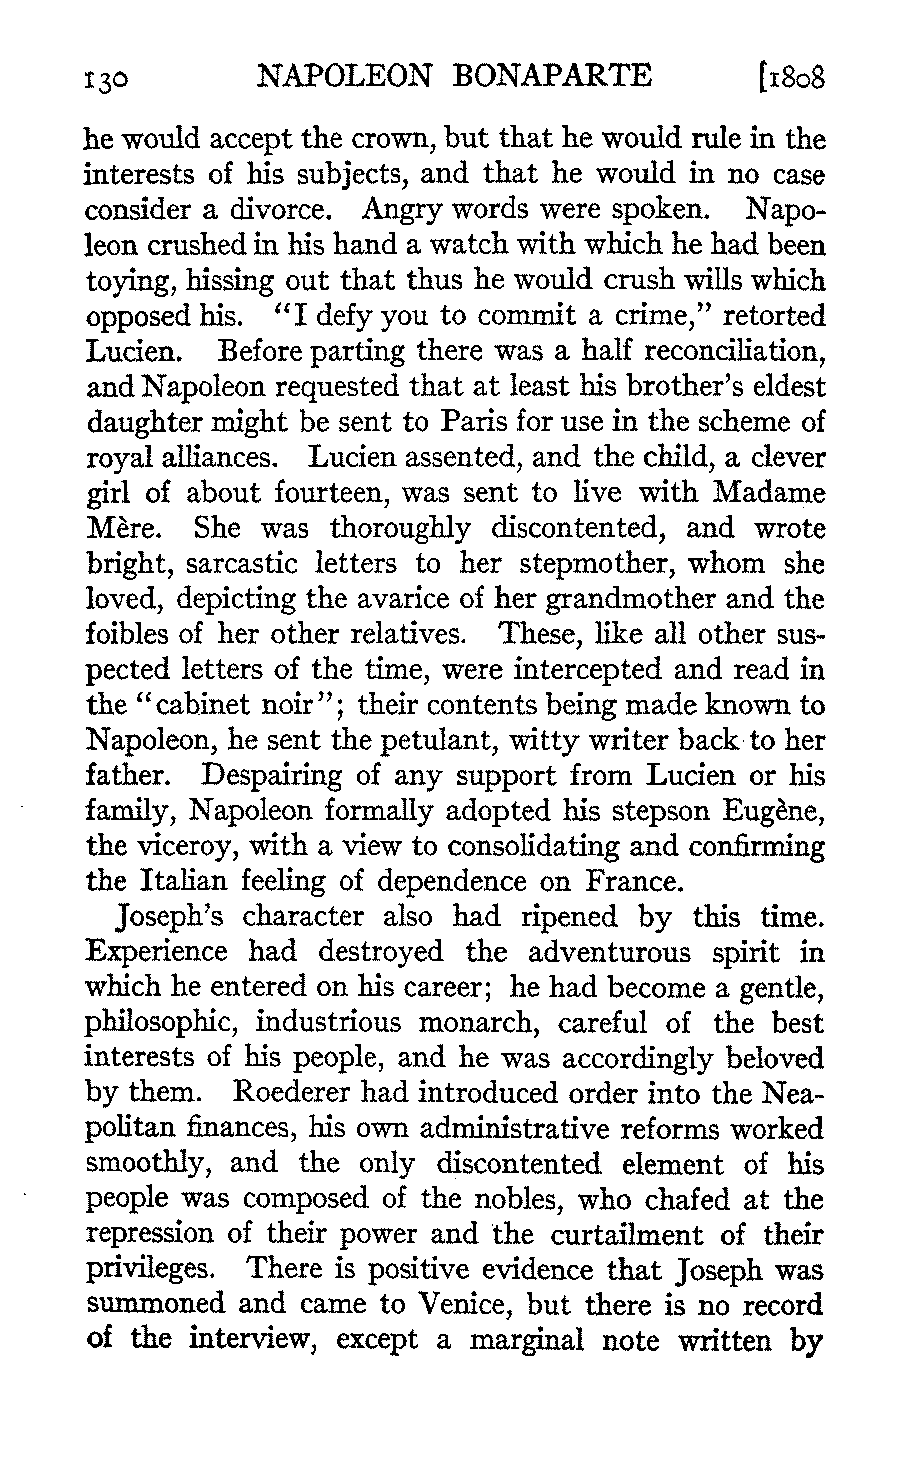 130 NAPOLEON BONAPARTE [1808
he would accept the crown, but that he would rule in the
interests of his subjects, and that he would in no case
consider a divorce. Angry words were spoken. Napo-
leon crushed in his hand a watch with which he had been
toying, hissing out that thus he would crush wills which
opposed his. "I defy you to commit a crime," retorted
Lucien. Before parting there was a half reconciliation,
and Napoleon requested that at least his brother's eldest
daughter might be sent to Paris for use in the scheme of
royal alliances. Lucien assented, and the child, a clever
girl of about fourteen, was sent to live with Madame
Mère. She was thoroughly discontented, and wrote
bright, sarcastic letters to her stepmother, whom she
loved, depicting the avarice of her grandmother and the
foibles of her other relatives. These, like all other sus-
pected letters of the time, were intercepted and read in
the "cabinet noir"; their contents being made known to
Napoleon, he sent the petulant, witty writer back to her
father. Despairing of any support from Lucien or his
family, Napoleon formally adopted his stepson Eugène,
the viceroy, with a view to consolidating and confirming
the Italian feeling of dependence on France.
Joseph's character also had ripened by this time.
Experience had destroyed the adventurous spirit in
which he entered on his career; he had become a gentle,
philosophic, industrious monarch, careful of the best
interests of his people, and he was accordingly beloved
by them. Roederer had introduced order into the Nea-
politan finances, his own administrative reforms worked
smoothly, and the only discontented element of his
people was composed of the nobles, who chafed at the
repression of their power and the curtailment of their
privileges. There is positive evidence that Joseph was
summoned and came to Venice, but there is no record
of the interview, except a marginal note written by